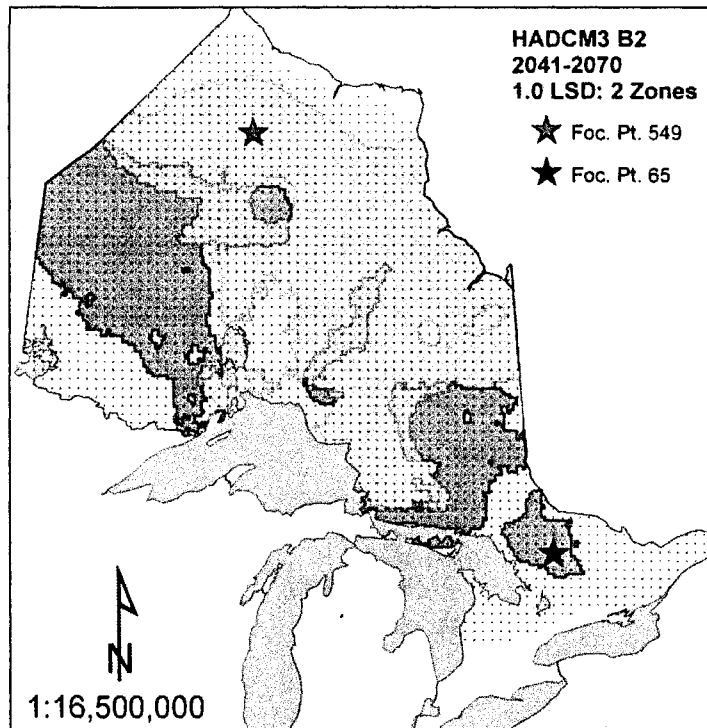 HADCM3 B2
2041-2070
1.0 LSD: 2 Zones
Foc. Pt. 549
Foc. Pt. 65
N
1:16,500,000